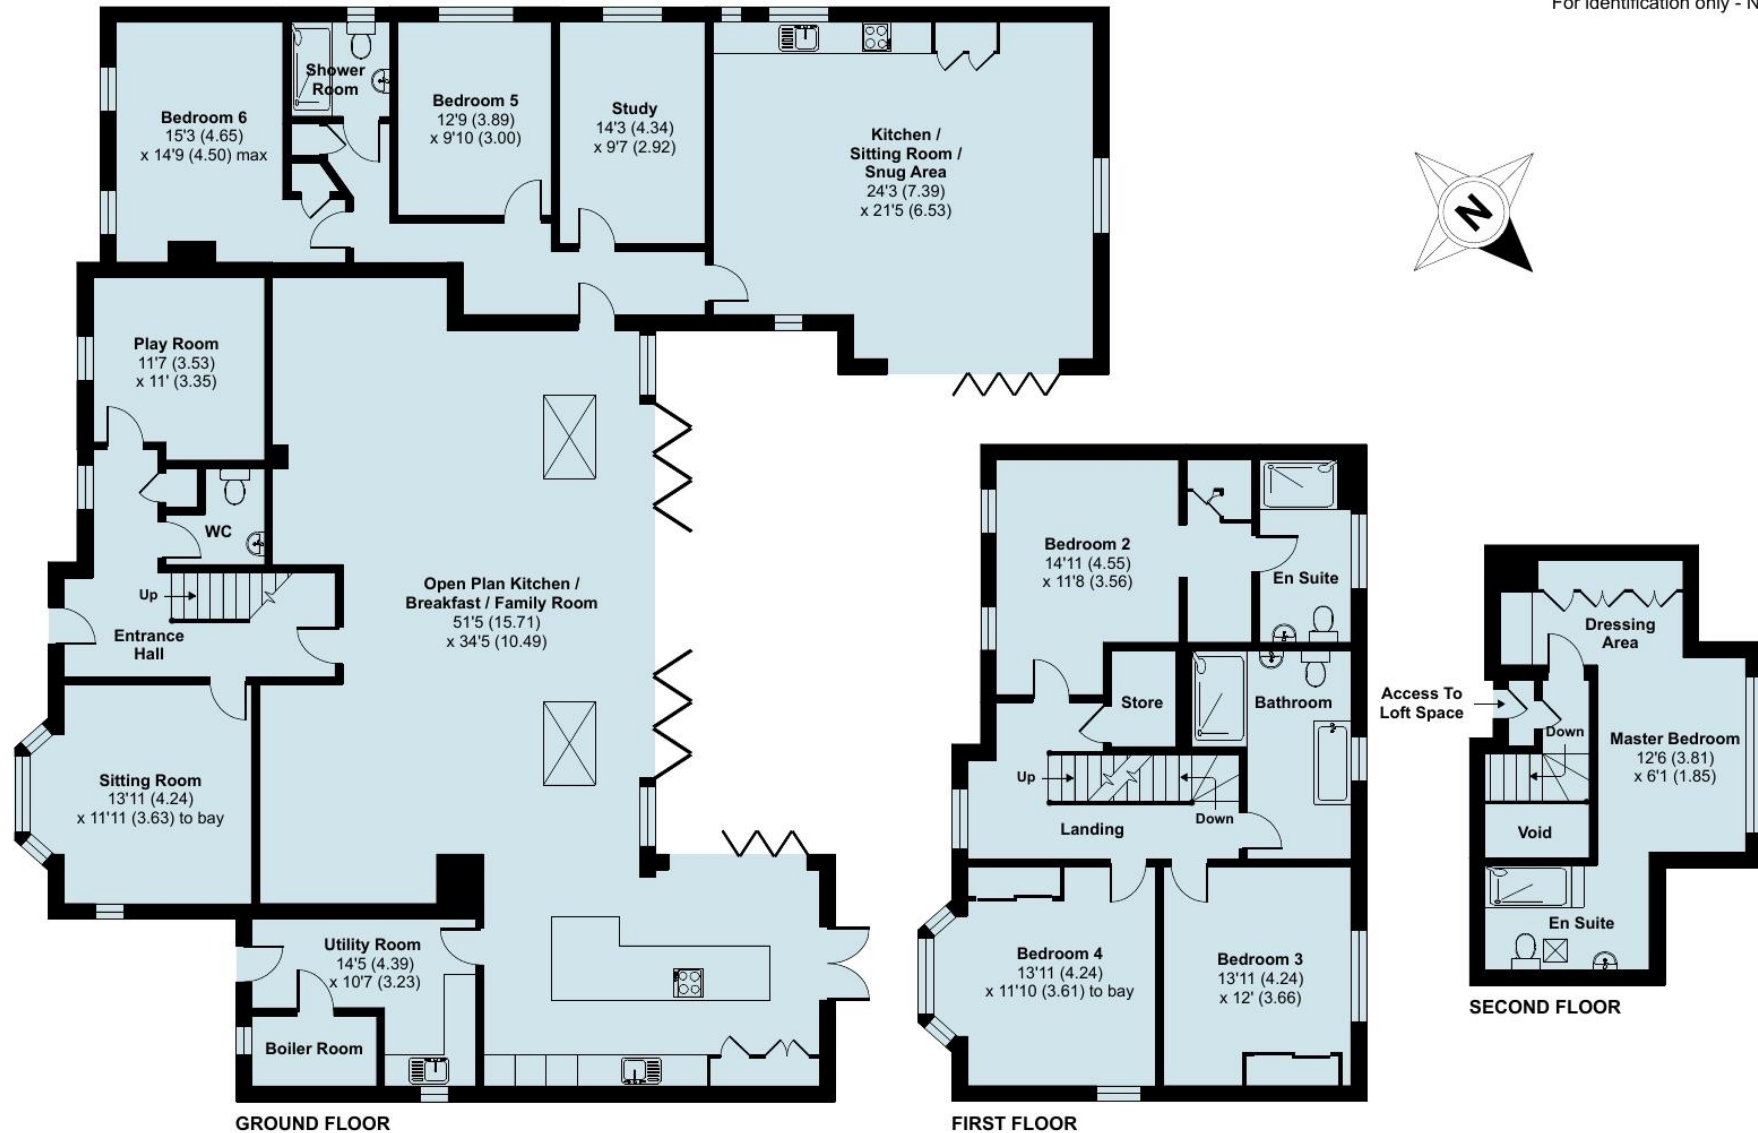 For identification only - N
Bedroom 6
15'3 (4.65)
x 14'9 (4.50) max
Shower
Room
Bedroom 5
12'9 (3.89)
x 9'10 (3.00)
Study
14'3 (4.34)
x 9'7 (2.92)
Kitchen /
Sitting Room /
Snug Area
24'3 (7.39)
x 21'5 (6.53)
N
Play Room
11'7 (3.53)
x 11' (3.35)
WC
Up
Entrance
Hall
Open Plan Kitchen /
Breakfast / Family Room
51'5 (15.71)
x 34'5 (10.49)
Sitting Room
13'11 (4.24)
x 11'11 (3.63) to bay
Utility Room
14'5 (4.39)
x 10'7 (3.23)
Boiler Room
GROUND FLOOR
Bedroom 2
14'11 (4.55)
x 11'8 (3.56)
En Suite
Store
Bathroom
Up
Down
Landing
Bedroom 4
13'11 (4.24)
x 11'10 (3.61) to bay
Bedroom 3
13'11 (4.24)
x 12' (3.66)
FIRST FLOOR
Dressing
Area
Access To
Loft Space
Down
Master Bedroom
12'6 (3.81)
x 6'1 (1.85)
Void
En Suite
SECOND FLOOR